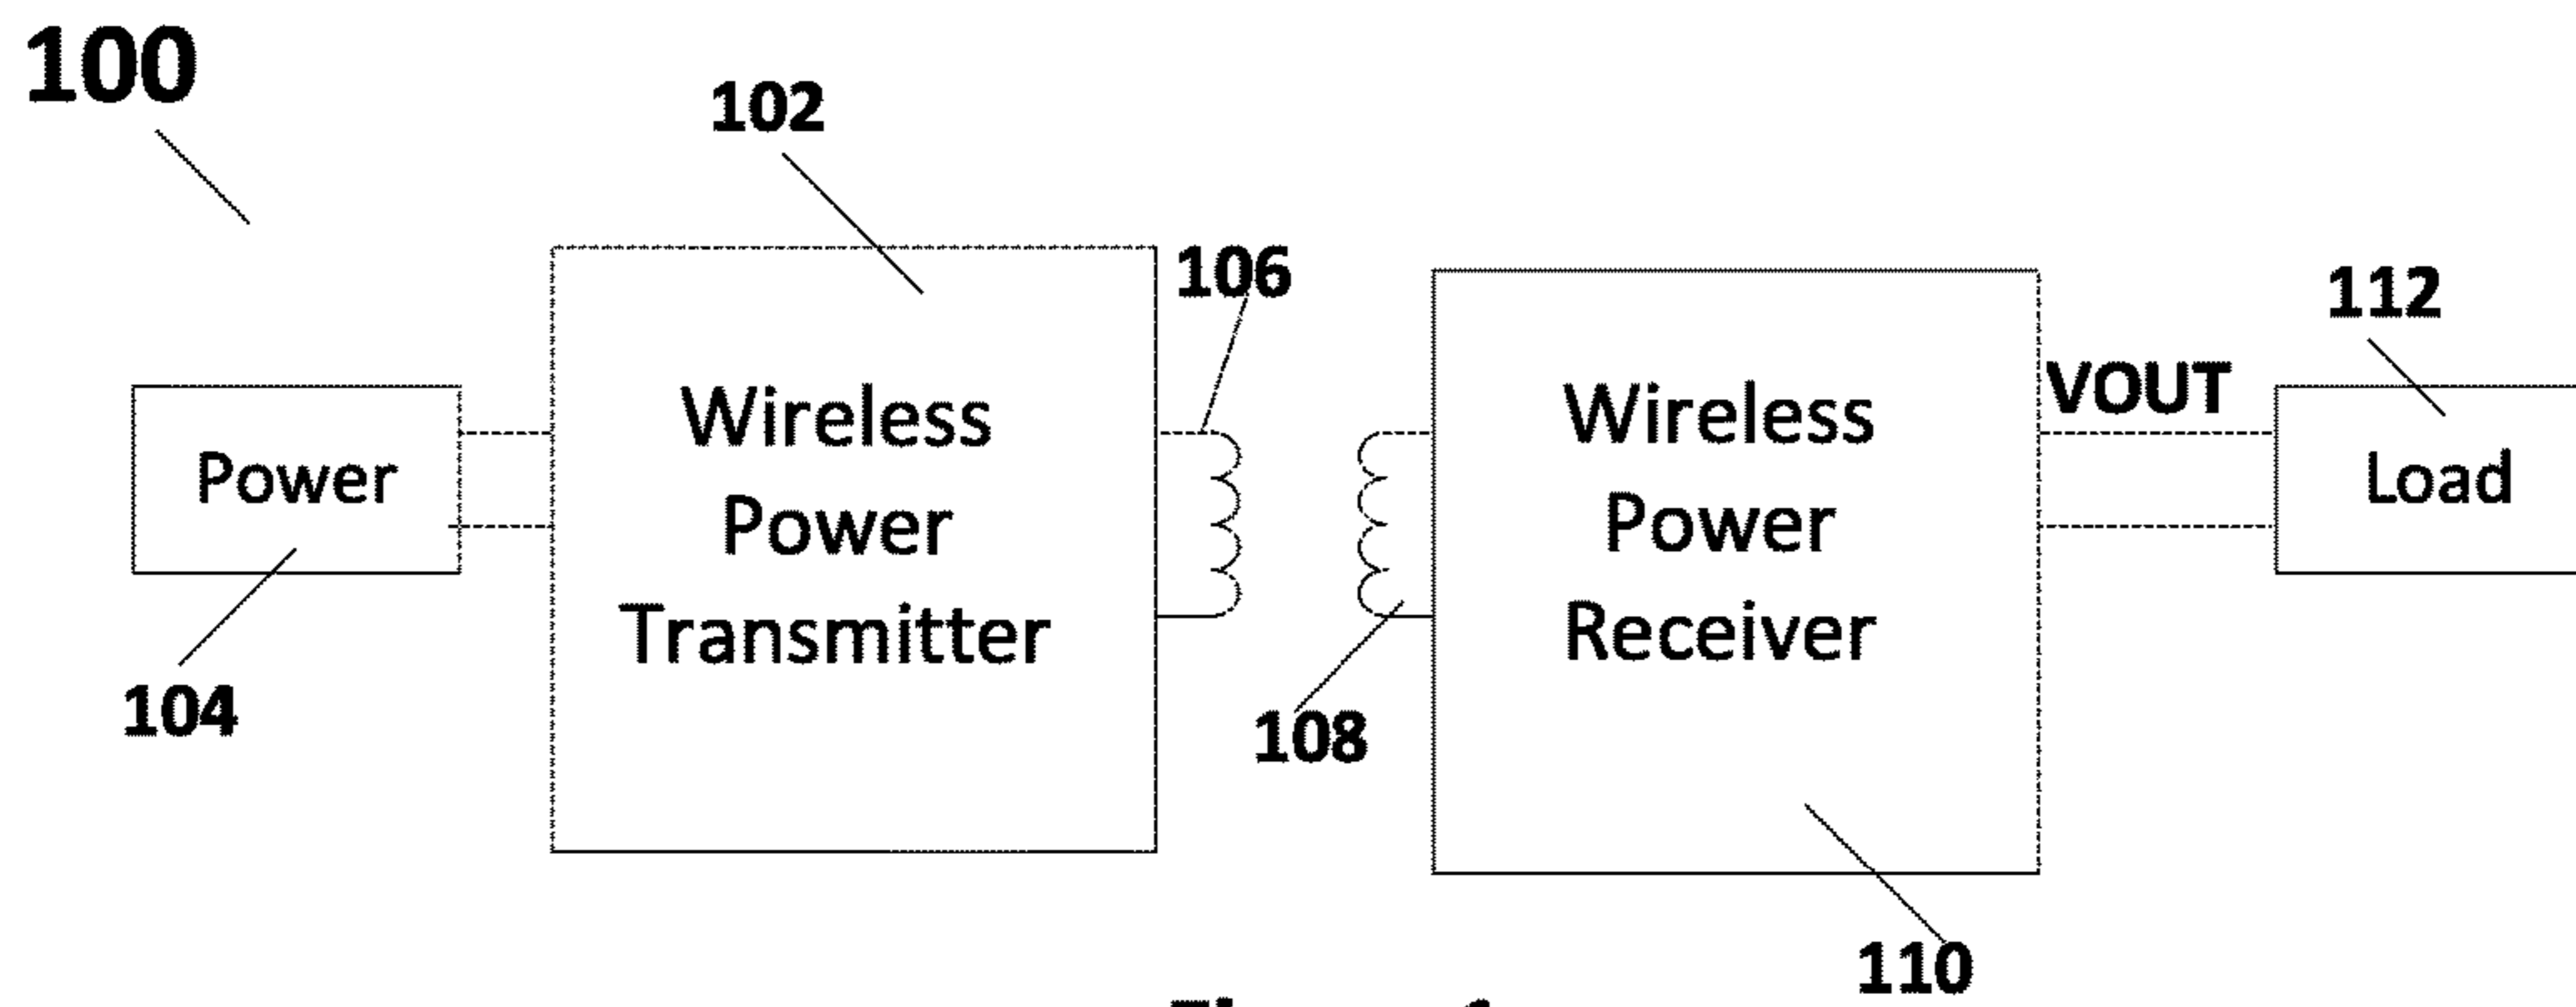 100
102
106
112
Power
Wireless
Power
Transmitter
Wireless
Power
Receiver
VOUT
Load
104
108
110